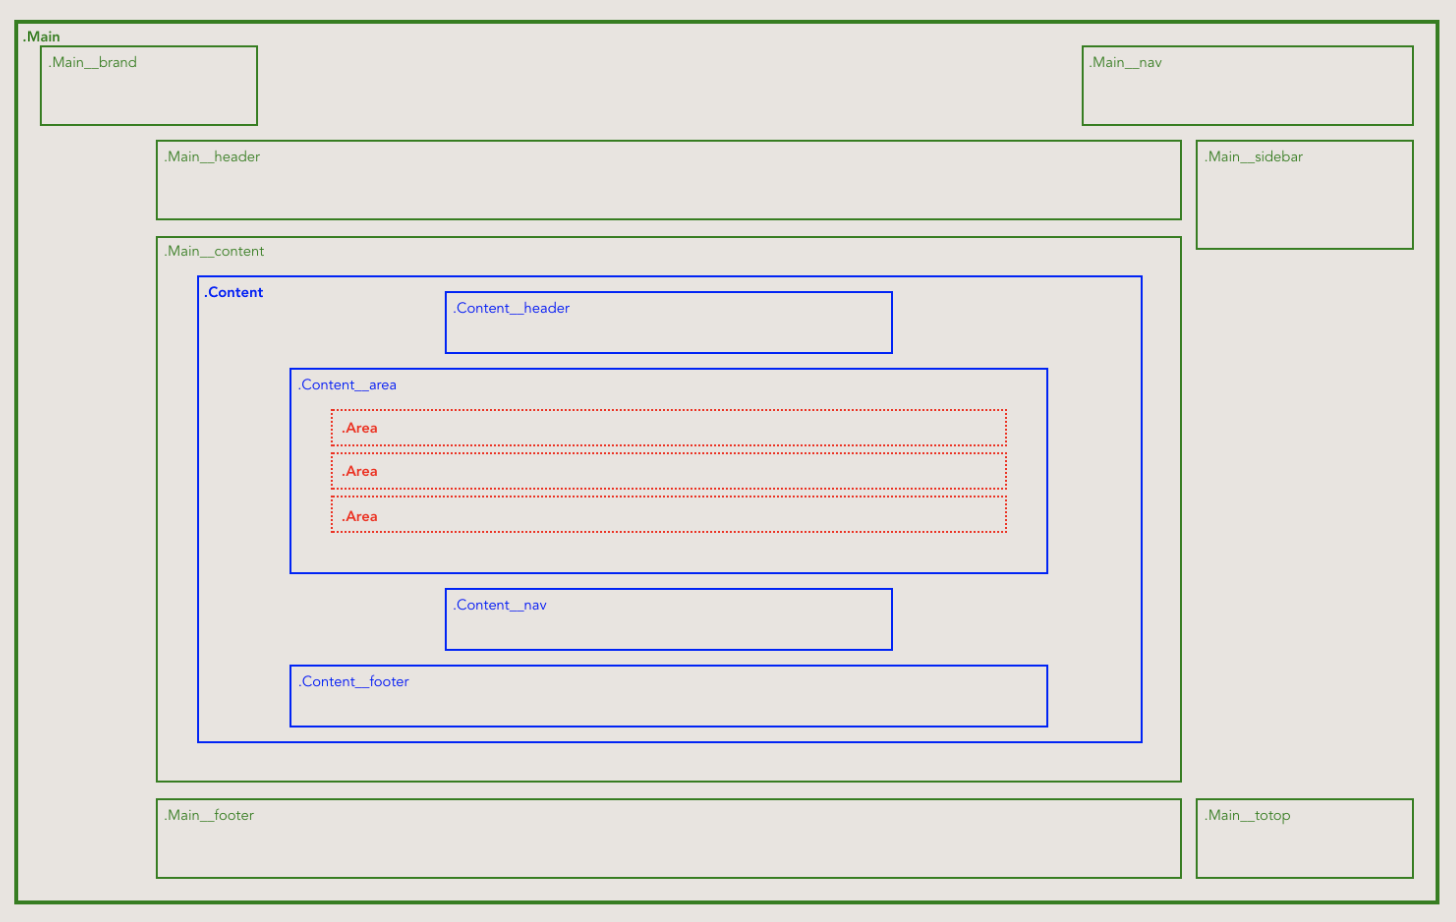 .Main
.Main__brand
.Main__nav
.Main__header
.Main__sidebar
.Main__content
.Content
.Content__header
.Content__area
.Area
.Area
.Area
.Content__nav
.Content__footer
.Main__footer
.Main__totop